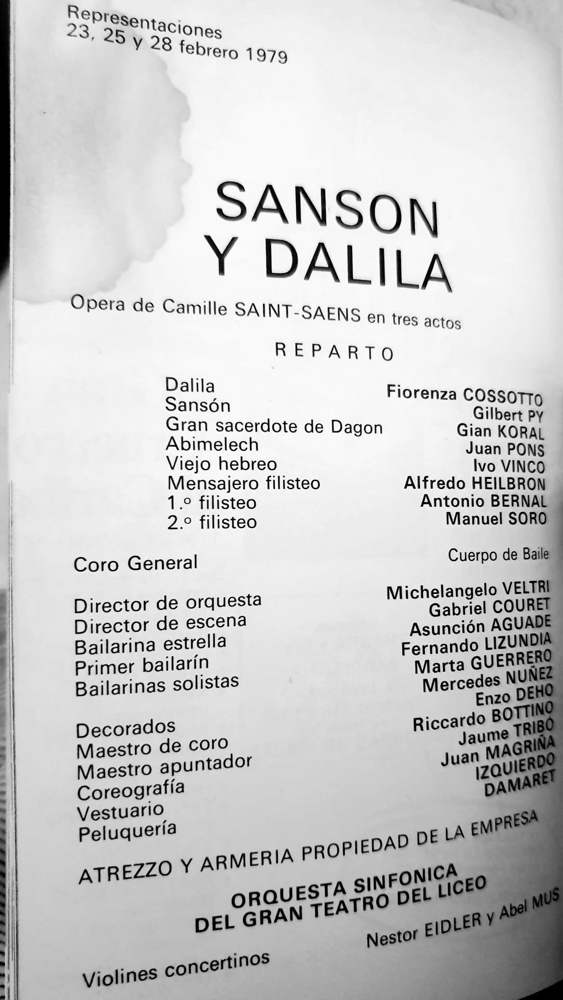 Representaciones
23, 25 y 28 febrero 1979
SANSON
Y DALILA
Opera de Camille SAINT-SAENS en tres actos
REPARTO
Dalila Fiorenza COSSOTTO
Sansón Gilbert PY
Gran sacerdote de Dagon Gian KORAL
Abimelech Juan PONS
Viejo hebreo Ivo VINCO
Mensajero filisteo Alfredo HEILBRON
1.º filisteo Antonio BERNAL
2.º filisteo Manuel SORO
Coro General Cuerpo de Baile
Director de orquesta Michelangelo VELTRI
Director de escena Gabriel COURET
Bailarina estrella Asunción AGUADE
Primer bailarín Fernando LIZUNDIA
Bailarinas solistas Marta GUERRERO
Mercedes NUÑEZ
Decorados Enzo DEHO
Maestro de coro Riccardo BOTTINO
Maestro apuntador Jaume TRIBÓ
Coreografía Juan MAGRIÑA
Vestuario IZQUIERDO
Peluquería DAMARET
ATREZZO Y ARMERIA PROPIEDAD DE LA EMPRESA
ORQUESTA SINFONICA
DEL GRAN TEATRO DEL LICEO
Violines concertinos Nestor EIDLER y Abel MUS